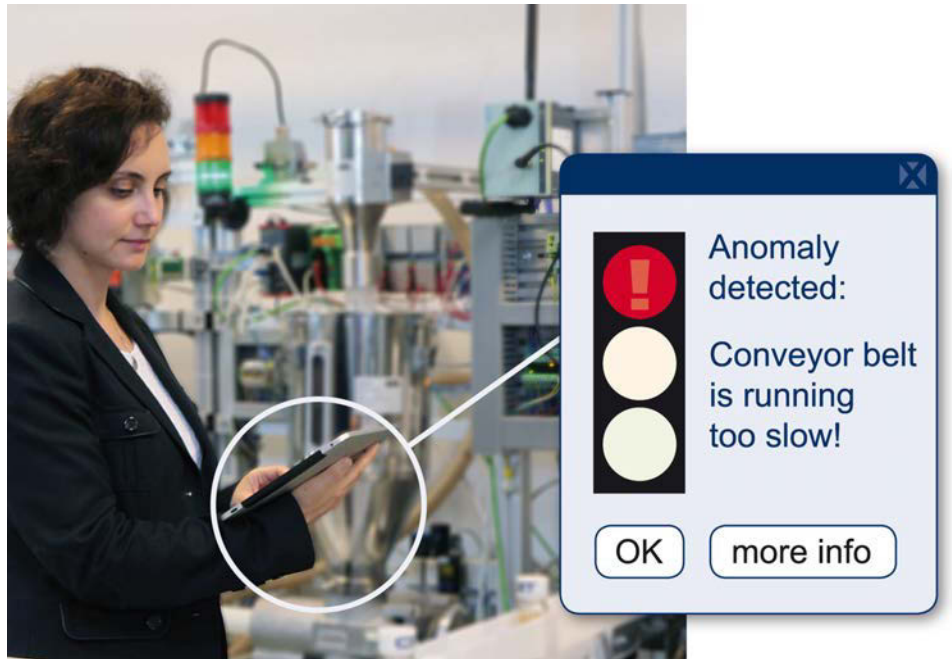 Anomaly
detected:
Conveyor belt
is running
too slow!
OK
more info